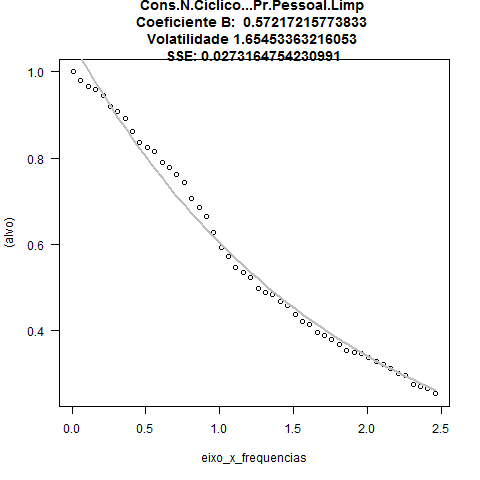 Cons.N.Ciclico...Pr.Pessoal.Limp
Coeficiente B:  0.57217215773833
Volatilidade 1.65453363216053
SSE: 0.0273164754230991
1.0
0.8
0.6
0.4
(alvo)
0.0 0.5 1.0 1.5 2.0 2.5
eixo_x_frequencias